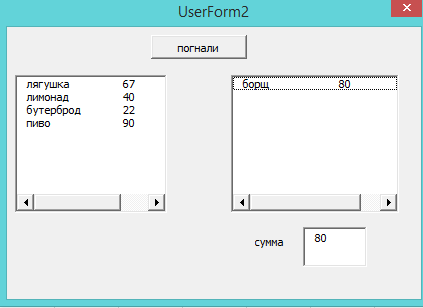 UserForm2
погнали
лягушка 67
лимонад 40
бутерброд 22
пиво 90
борщ 80
сумма 80